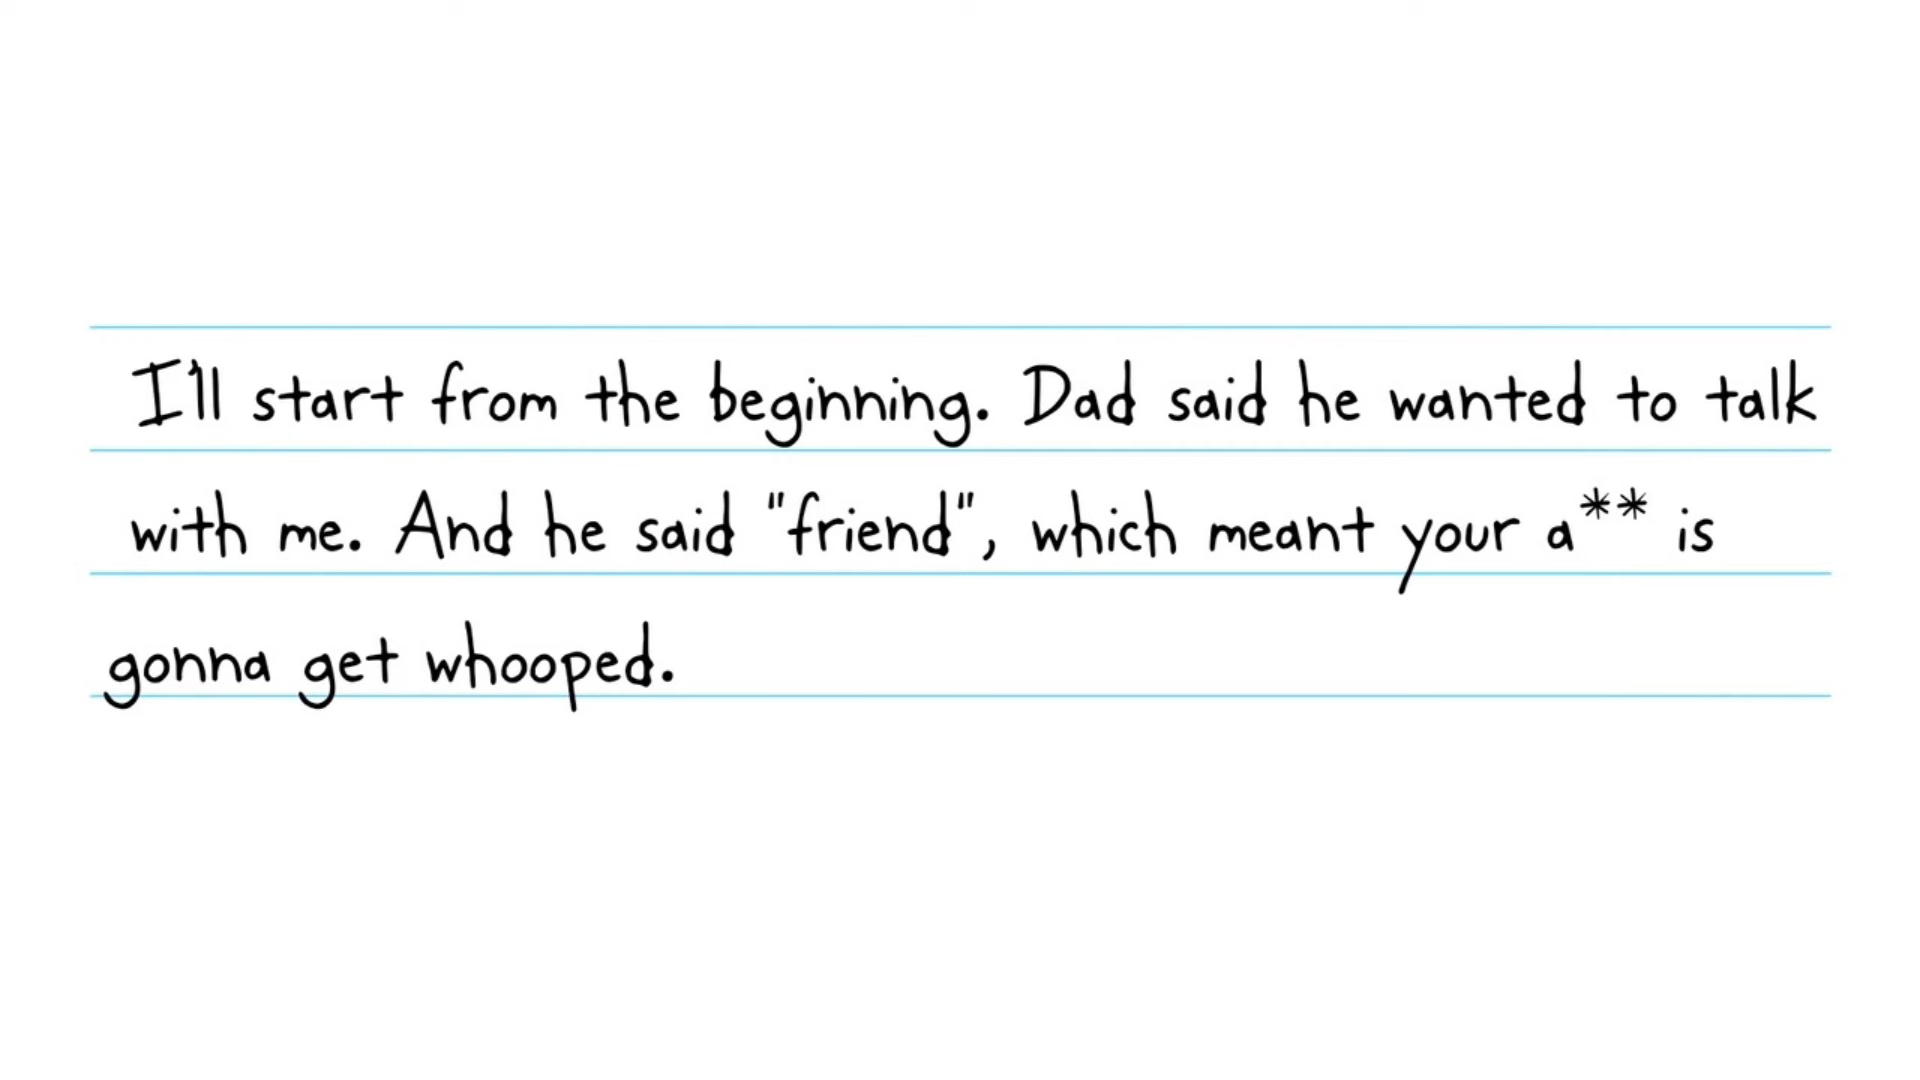 I'll start from the beginning. Dad said he wanted to talk
with me. And he said "friend", which meant your a** is
gonna get whooped.